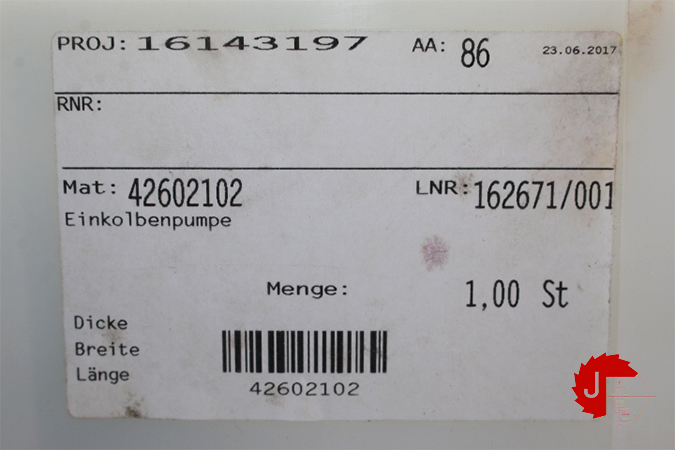 PROJ: 16143197 AA: 86 23.06.2017
RNR:
Mat: 42602102 LNR: 162671/001
Einkolbenpumpe
Menge: 1,00 St
Dicke
Breite
Länge
42602102
J